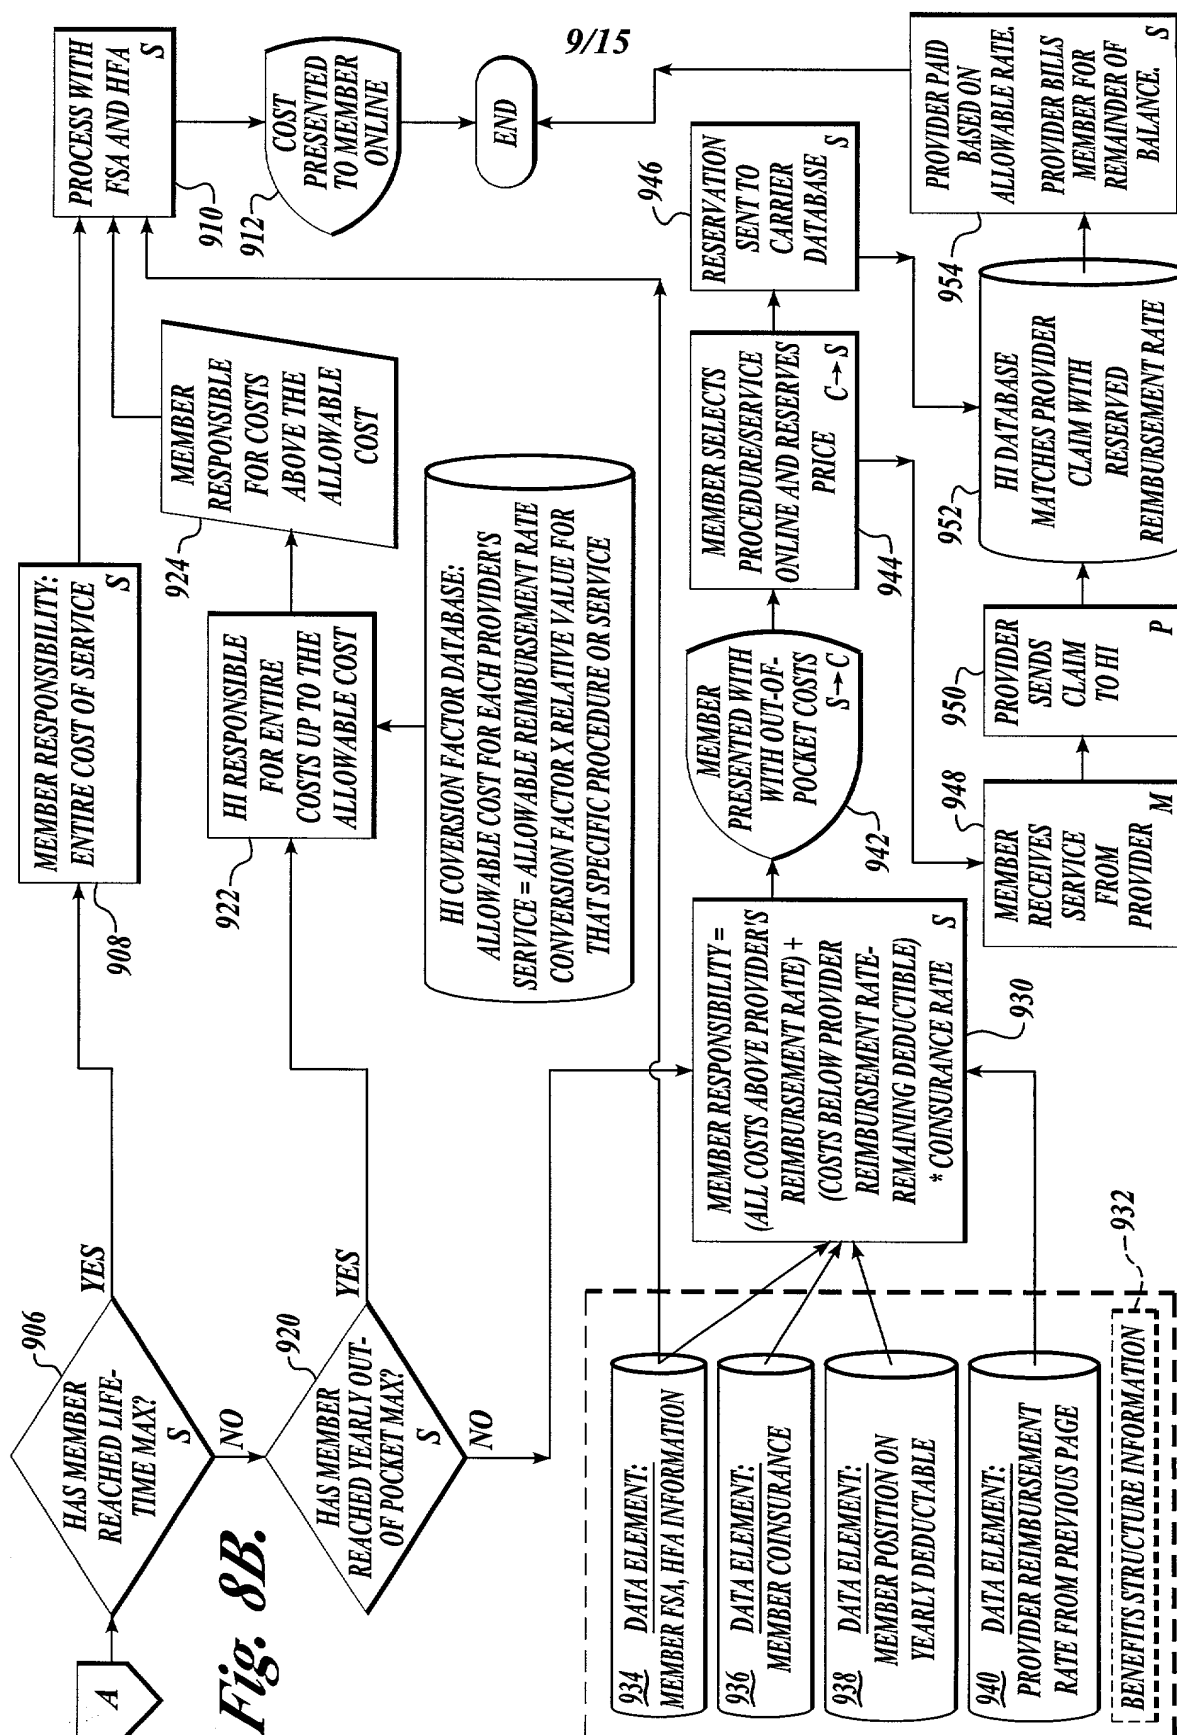 9/15
A
Fig. 8B.
906
HAS MEMBER
REACHED LIFE-
TIME MAX?
S
YES
NO
908
MEMBER RESPONSIBILITY:
ENTIRE COST OF SERVICE
S
910
PROCESS WITH
FSA AND HFA
S
912
COST
PRESENTED
TO MEMBER
ONLINE
END
920
HAS MEMBER
REACHED YEARLY OUT-
OF POCKET MAX?
S
YES
NO
922
HI RESPONSIBLE
FOR ENTIRE
COSTS UP TO THE
ALLOWABLE COST
924
MEMBER
RESPONSIBLE
FOR COSTS
ABOVE THE
ALLOWABLE
COST
HI COVERSION FACTOR DATABASE:
ALLOWABLE COST FOR EACH PROVIDER'S
SERVICE = ALLOWABLE REIMBURSEMENT RATE
CONVERSION FACTOR X RELATIVE VALUE FOR
THAT SPECIFIC PROCEDURE OR SERVICE
934
DATA ELEMENT:
MEMBER FSA, HFA INFORMATION
936
DATA ELEMENT:
MEMBER COINSURANCE
938
DATA ELEMENT:
MEMBER POSITION ON
YEARLY DEDUCTABLE
940
DATA ELEMENT:
PROVIDER REIMBURSEMENT
RATE FROM PREVIOUS PAGE
BENEFITS STRUCTURE INFORMATION
932
MEMBER RESPONSIBILITY =
(ALL COSTS ABOVE PROVIDER'S
REIMBURSEMENT RATE) +
(COSTS BELOW PROVIDER
REIMBURSEMENT RATE-
REMAINING DEDUCTIBLE)
* COINSURANCE RATE
S
930
MEMBER
PRESENTED WITH
WITH OUT-OF-
POCKET COSTS
S→C
942
MEMBER SELECTS
PROCEDURE/SERVICE
ONLINE AND RESERVES
PRICE
C→S
944
946
RESERVATION
SENT TO
CARRIER
DATABASE
S
948
MEMBER
RECEIVES
SERVICE
FROM
PROVIDER
M
950
PROVIDER
SENDS
CLAIM
TO HI
P
952
HI DATABASE
MATCHES PROVIDER
CLAIM WITH
RESERVED
REIMBURSEMENT RATE
954
PROVIDER PAID
BASED ON
ALLOWABLE RATE.
PROVIDER BILLS
MEMBER FOR
REMAINDER OF
BALANCE.
S